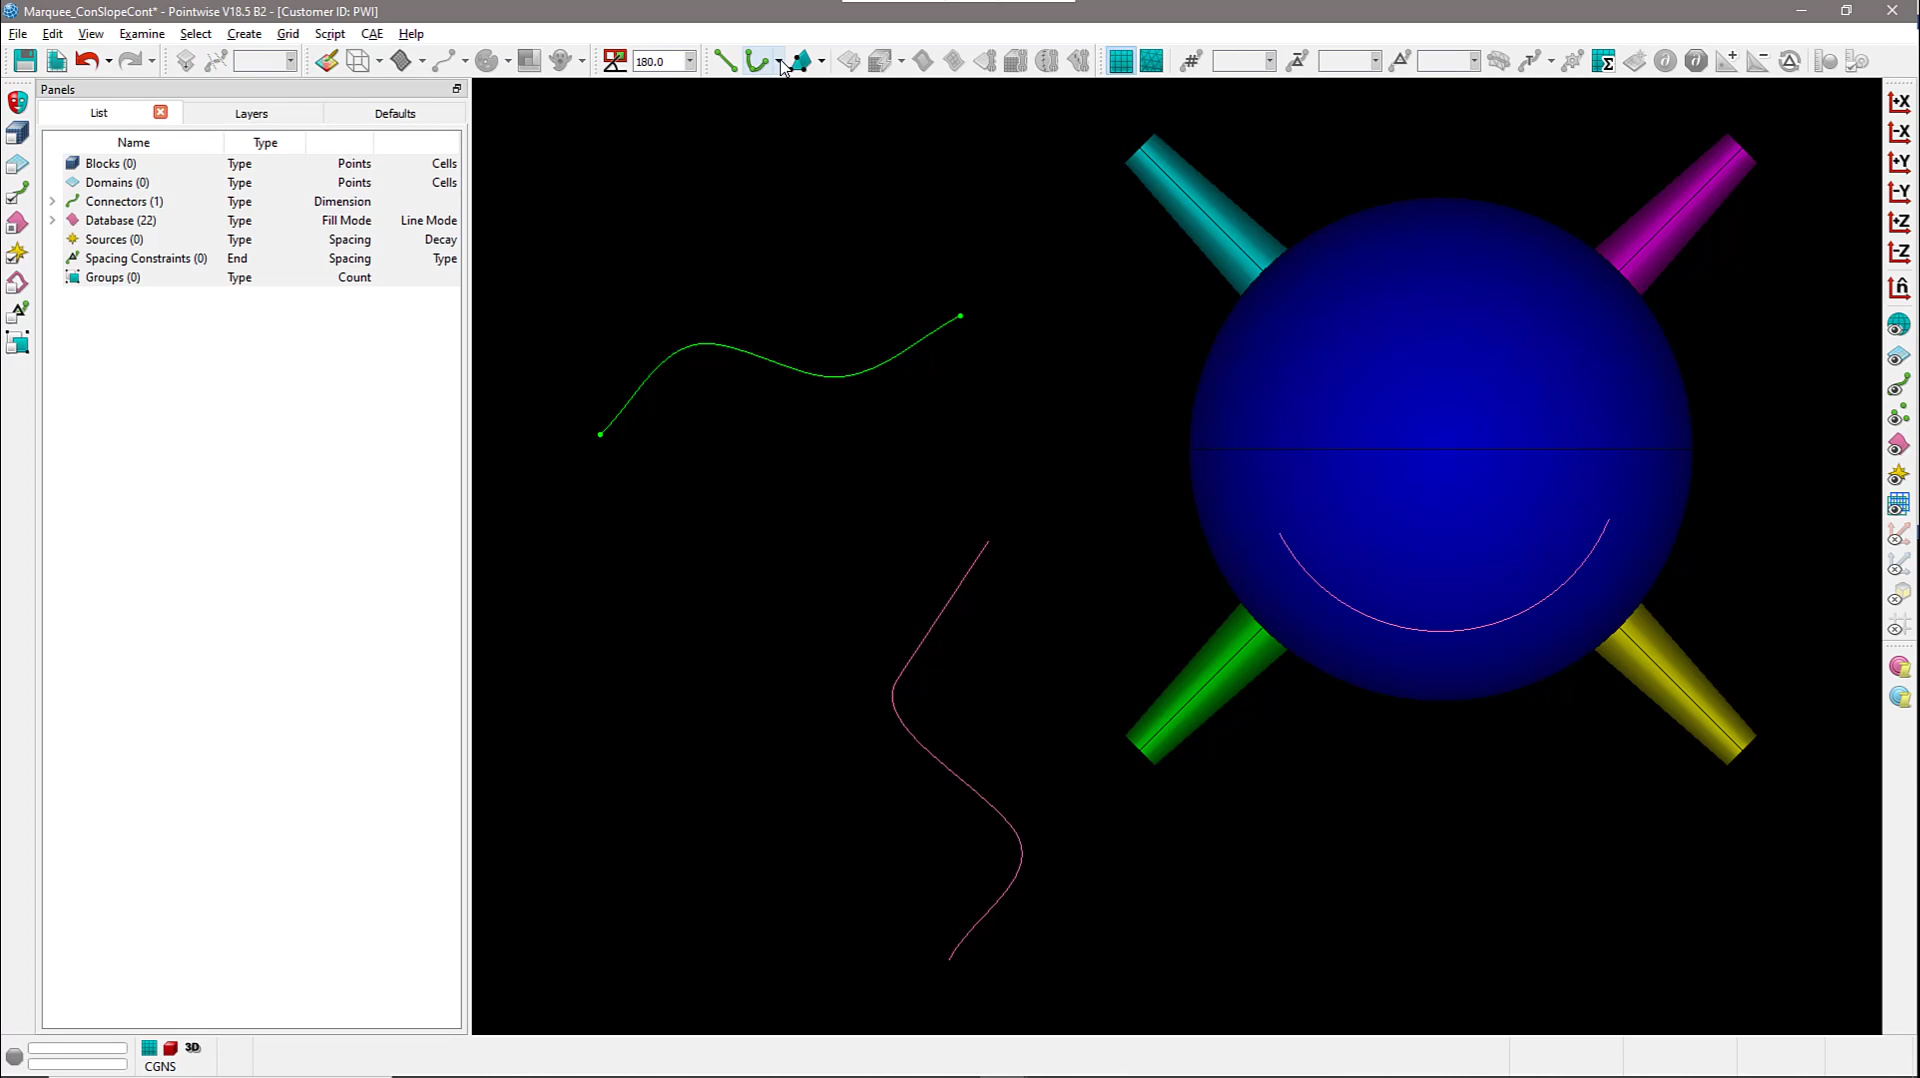 Marquee_ConSlopeCont* - Pointwise V18.5 B2 - [Customer ID: PWI]
File Edit View Examine Select Create Grid Script CAE Help
180.0
Panels
List Layers Defaults
Name Type
Blocks (0) Type Points Cells
Domains (0) Type Points Cells
Connectors (1) Type Dimension
Database (22) Type Fill Mode Line Mode
Sources (0) Type Spacing Decay
Spacing Constraints (0) End Spacing Type
Groups (0) Type Count
+X
-X
+Y
-Y
+Z
-Z
n̂
3D
CGNS